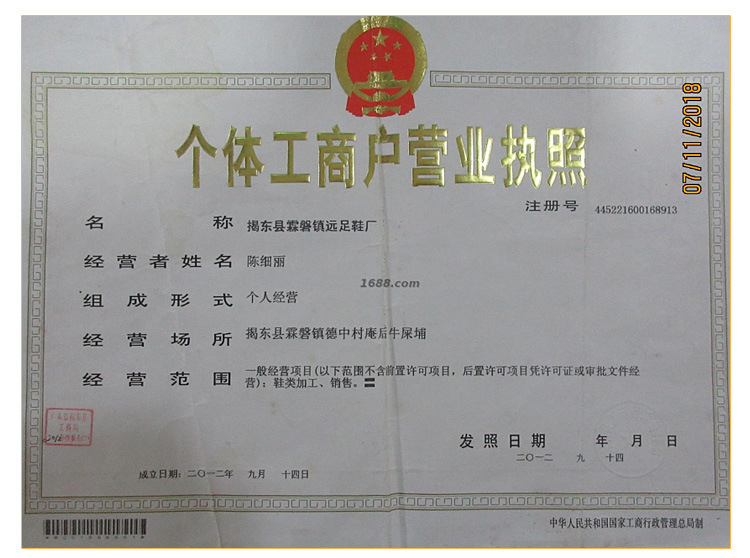 07/11/2018
个体工商户营业执照
注册号 445221600168913
名 称 揭东县霖磐镇远足鞋厂
经营者姓名 陈细丽
1688.com
组成形式 个人经营
经营场所 揭东县霖磐镇德中村庵后牛屎埔
经营范围 一般经营项目(以下范围不含前置许可项目，后置许可项目凭许可证或审批文件经
营)：鞋类加工、销售。
发照日期 年 月 日
二〇一二 九 十四
成立日期：二〇一二年 九月 十四日
中华人民共和国国家工商行政管理总局制